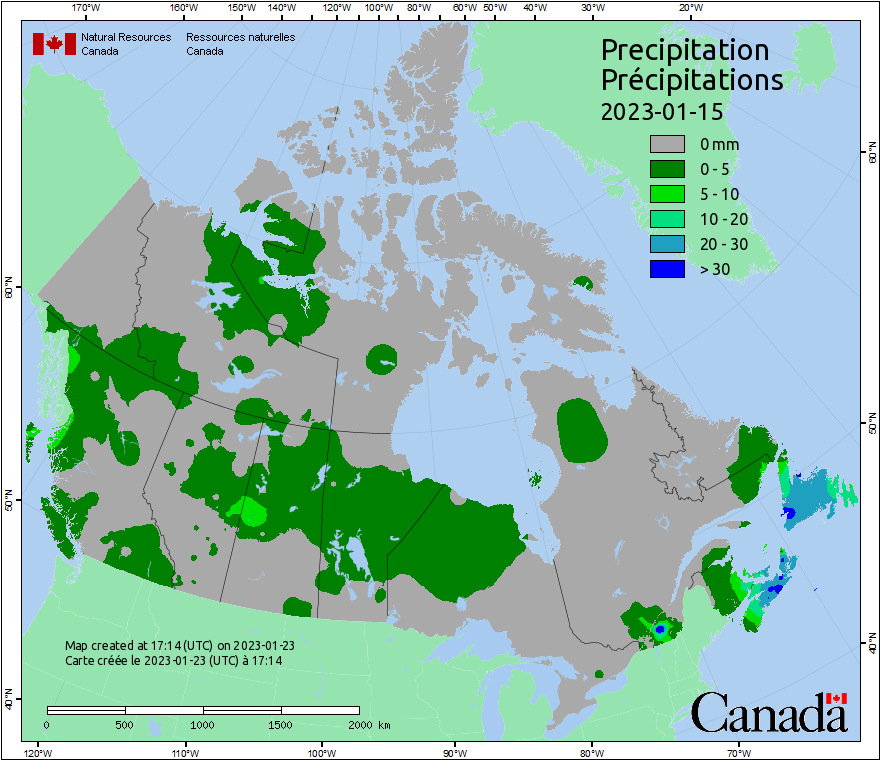 170°W 160°W 150°W 140°W 130°W 120°W 110°W 100°W 90°W 80°W 60°W 50°W 40°W 30°W 20°W
Natural Resources Ressources naturelles
Canada Canada
Precipitation
Précipitations
2023-01-15
0 mm
0 - 5
5 - 10
10 - 20
20 - 30
> 30
60°N
60°N
50°N
50°N
40°N
40°N
Map created at 17:14 (UTC) on 2023-01-23
Carte créée le 2023-01-23 (UTC) à 17:14
0 500 1000 1500 2000 km
Canada
120°W 110°W 100°W 90°W 80°W 70°W